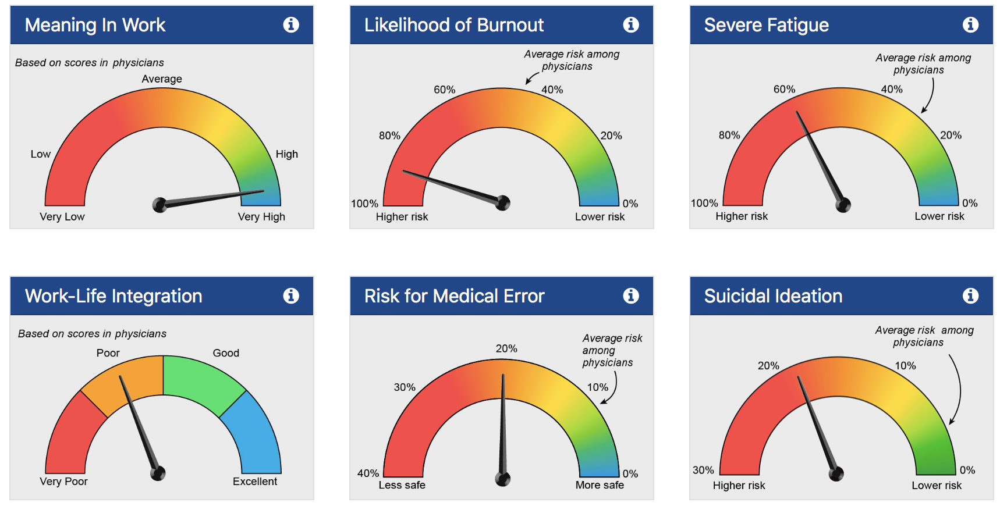 Meaning In Work
Based on scores in physicians
Average
Low
High
Very Low
Very High
Likelihood of Burnout
Average risk among
physicians
60%
40%
80%
20%
100%
0%
Higher risk
Lower risk
Severe Fatigue
Average risk among
physicians
60%
40%
80%
20%
100%
0%
Higher risk
Lower risk
Work-Life Integration
Based on scores in physicians
Poor
Good
Very Poor
Excellent
Risk for Medical Error
Average risk
among
physicians
20%
30%
10%
40%
0%
Less safe
More safe
Suicidal Ideation
Average risk among
physicians
20%
10%
30%
0%
Higher risk
Lower risk